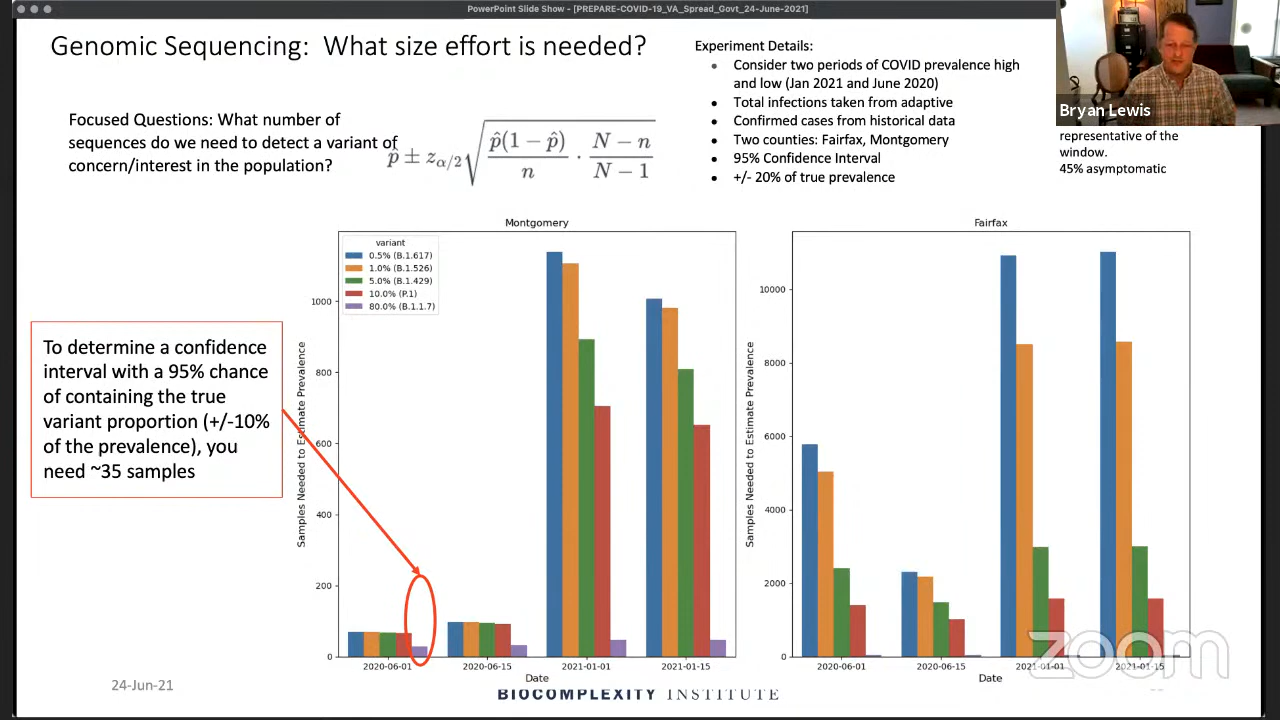 PowerPoint Slide Show - [PREPARE-COVID-19_VA_Spread_Govt_24-June-2021]
Genomic Sequencing: What size effort is needed?
Focused Questions: What number of
sequences do we need to detect a variant of
concern/interest in the population?
p̂ ± z_{α/2} √( p̂(1 − p̂)/n · (N − n)/(N − 1) )
Experiment Details:
• Consider two periods of COVID prevalence high
and low (Jan 2021 and June 2020)
• Total infections taken from adaptive
• Confirmed cases from historical data
• Two counties: Fairfax, Montgomery
• 95% Confidence Interval
• +/- 20% of true prevalence
Bryan Lewis
representative of the
window.
45% asymptomatic
To determine a confidence
interval with a 95% chance
of containing the true
variant proportion (+/-10%
of the prevalence), you
need ~35 samples
Montgomery
variant
0.5% (B.1.617)
1.0% (B.1.526)
5.0% (B.1.429)
10.0% (P.1)
80.0% (B.1.1.7)
Samples Needed to Estimate Prevalence
1000
800
600
400
200
0
2020-06-01 2020-06-15 2021-01-01 2021-01-15
Date
Fairfax
Samples Needed to Estimate Prevalence
10000
8000
6000
4000
2000
0
2020-06-01 2020-06-15 2021-01-01 2021-01-15
Date
zoom
24-Jun-21
BIOCOMPLEXITY INSTITUTE